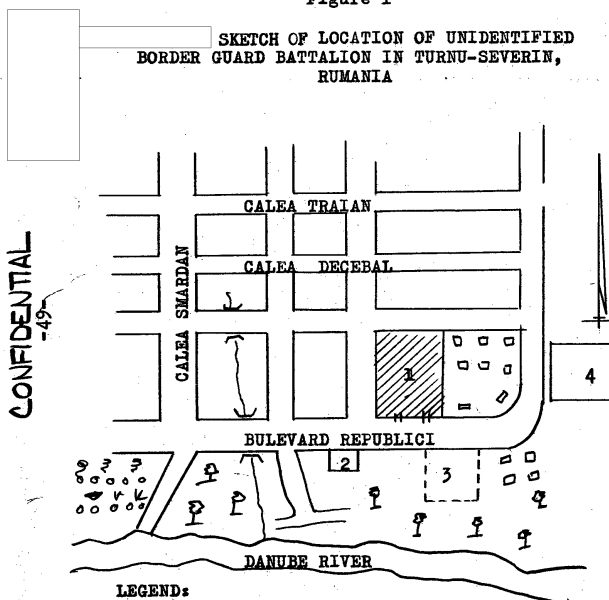 Figure 1
SKETCH OF LOCATION OF UNIDENTIFIED
BORDER GUARD BATTALION IN TURNU-SEVERIN,
RUMANIA
CONFIDENTIAL
-49-
CALEA TRAIAN
CALEA DECEBAL
CALEA SMARDAN
1
4
BULEVARD REPUBLICI
2
3
DANUBE RIVER
LEGEND: